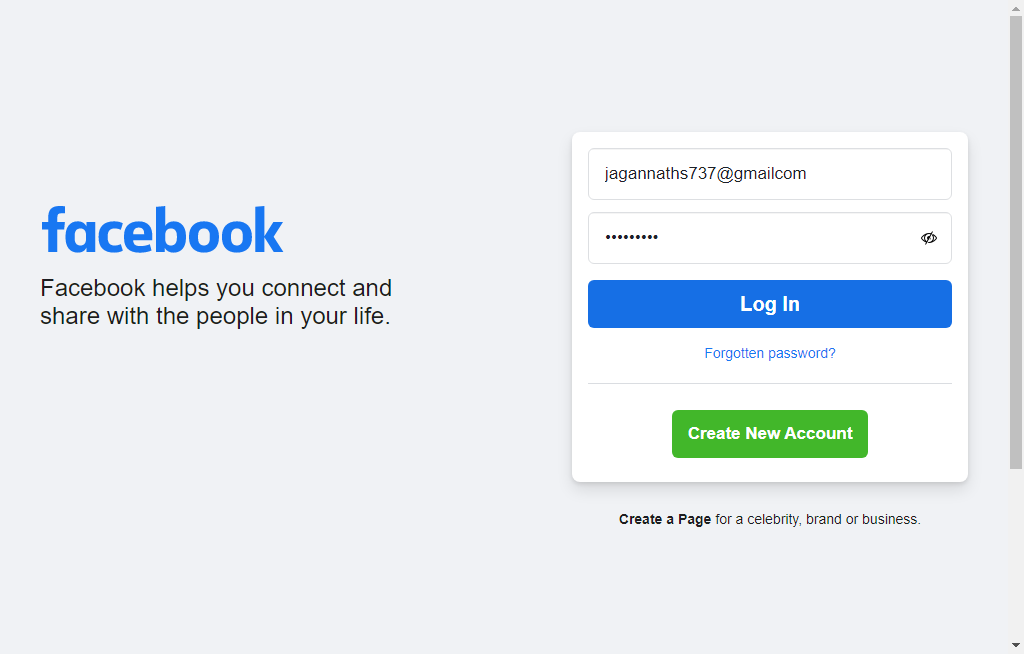 facebook
Facebook helps you connect and
share with the people in your life.
jagannaths737@gmailcom
•••••••••
Log In
Forgotten password?
Create New Account
Create a Page for a celebrity, brand or business.